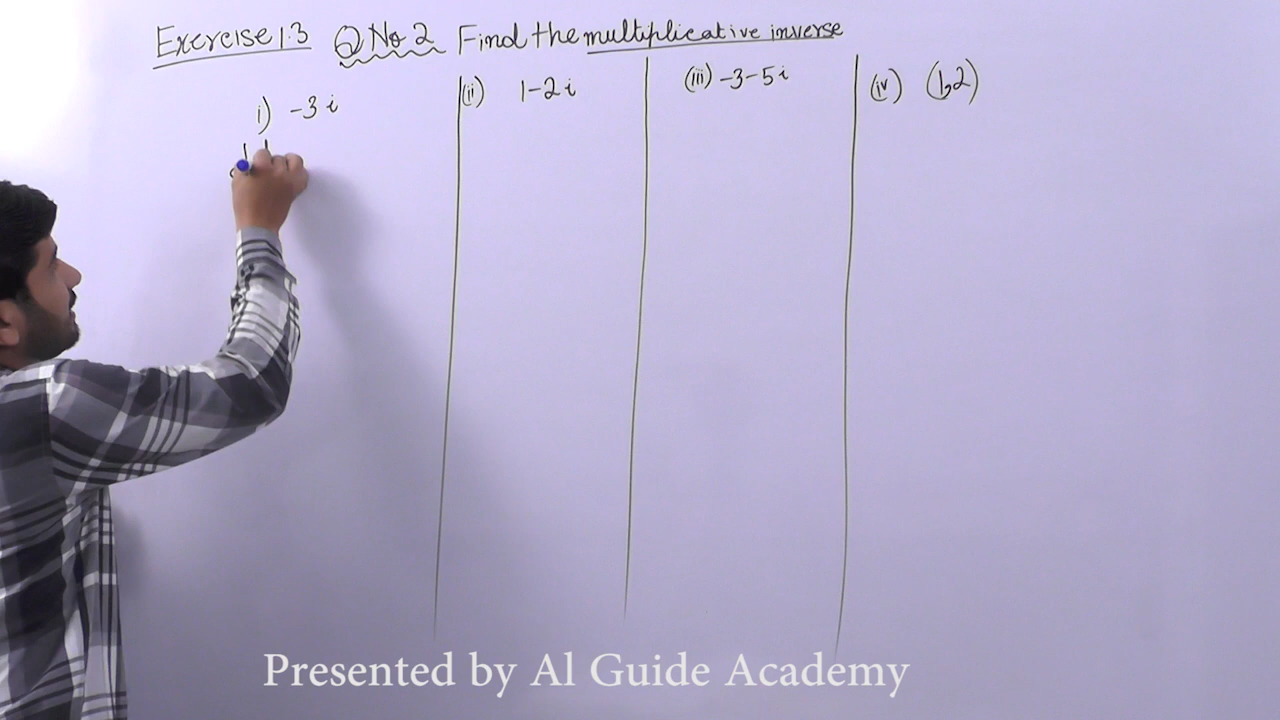 Exercise 1.3 Q No 2 Find the multiplicative inverse
i) -3i
(ii) 1-2i
(iii) -3-5i
(iv) (1,2)
Presented by Al Guide Academy